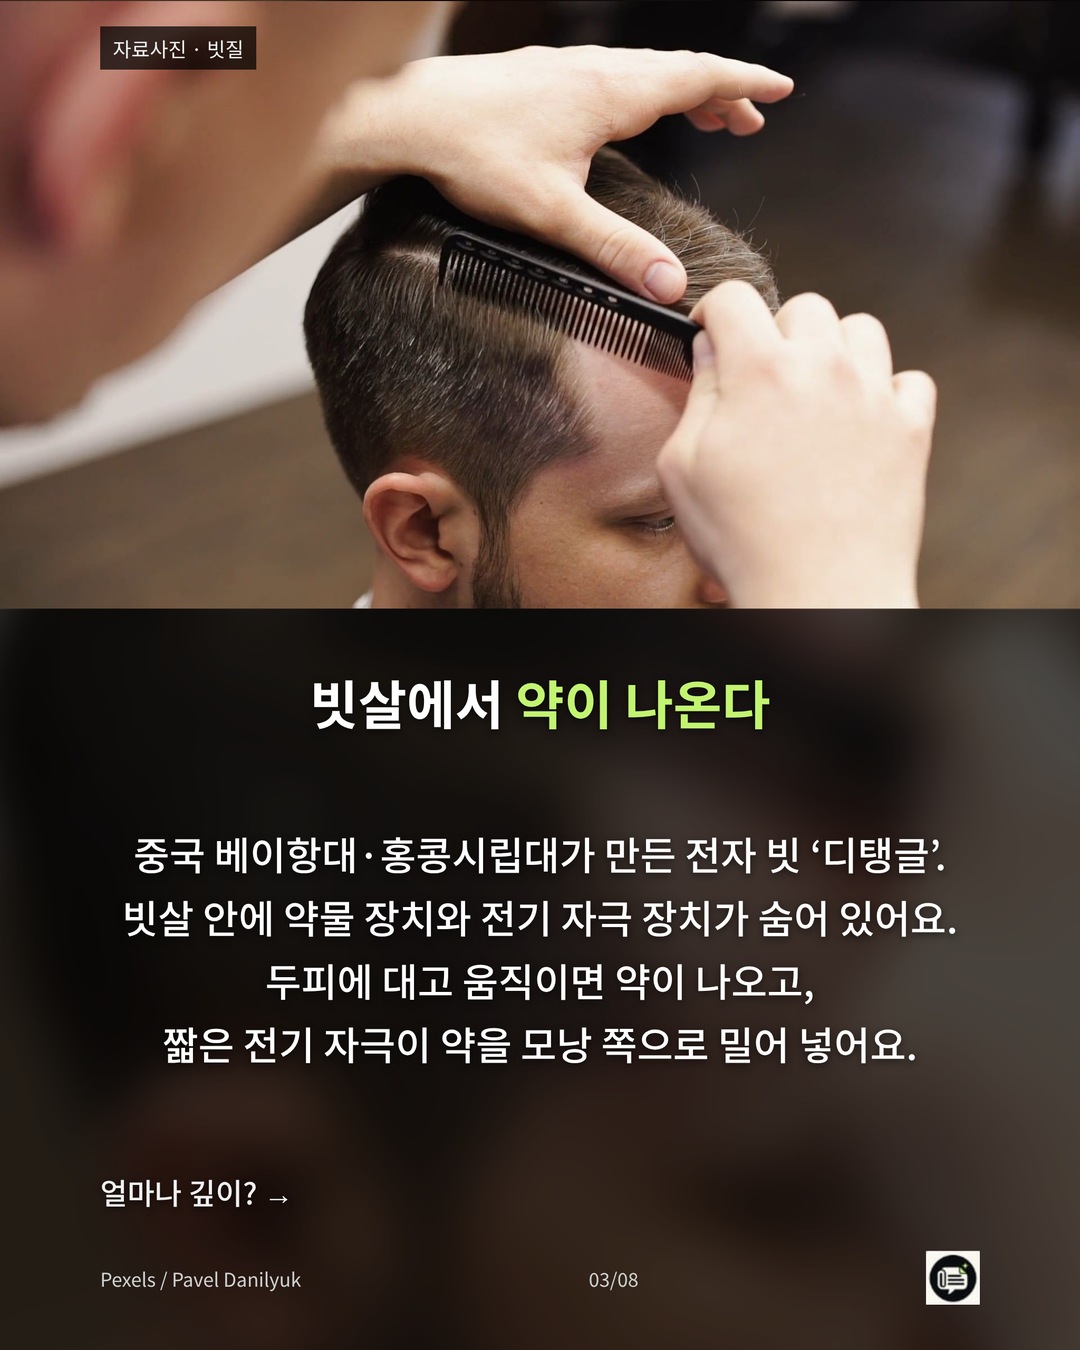 자료사진 · 빗질
빗살에서 약이 나온다
중국 베이항대·홍콩시립대가 만든 전자 빗 ‘디탱글’.
빗살 안에 약물 장치와 전기 자극 장치가 숨어 있어요.
두피에 대고 움직이면 약이 나오고,
짧은 전기 자극이 약을 모낭 쪽으로 밀어 넣어요.
얼마나 깊이? →
Pexels / Pavel Danilyuk
03/08